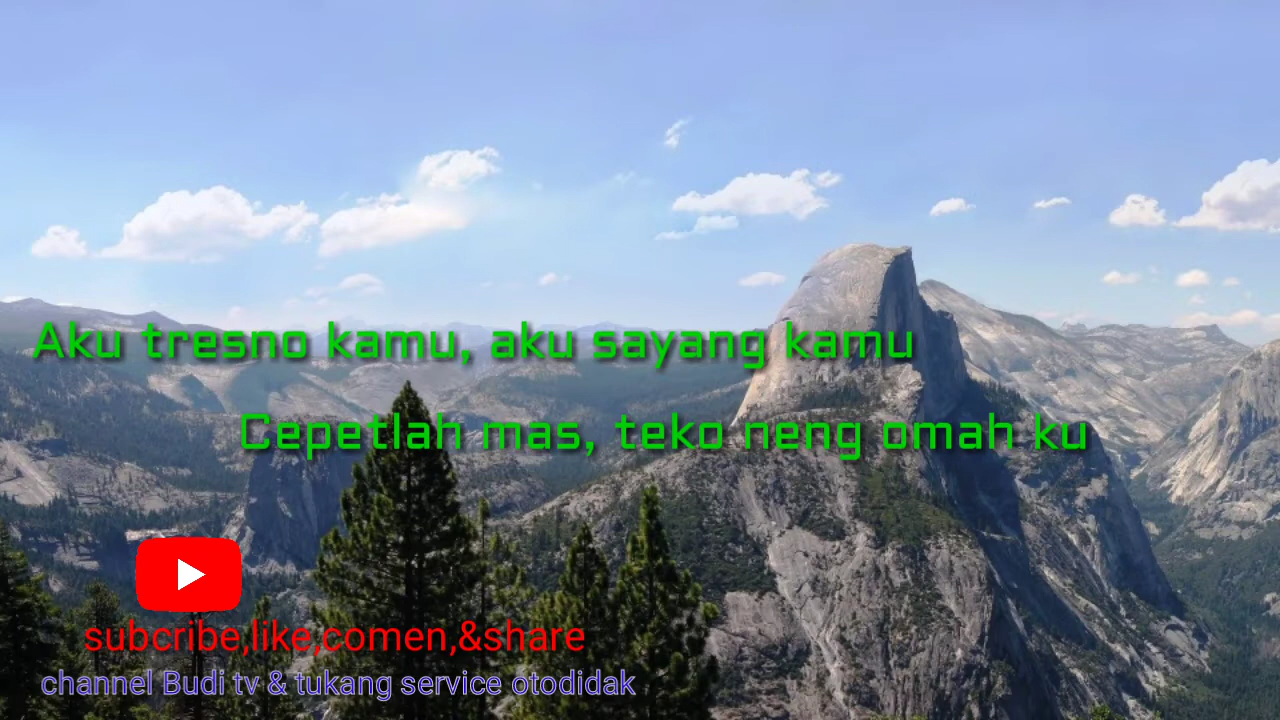 Aku tresno kamu, aku sayang kamu
Cepetlah mas, teko neng omah ku
subcribe,like,comen,&share
channel Budi tv & tukang service otodidak